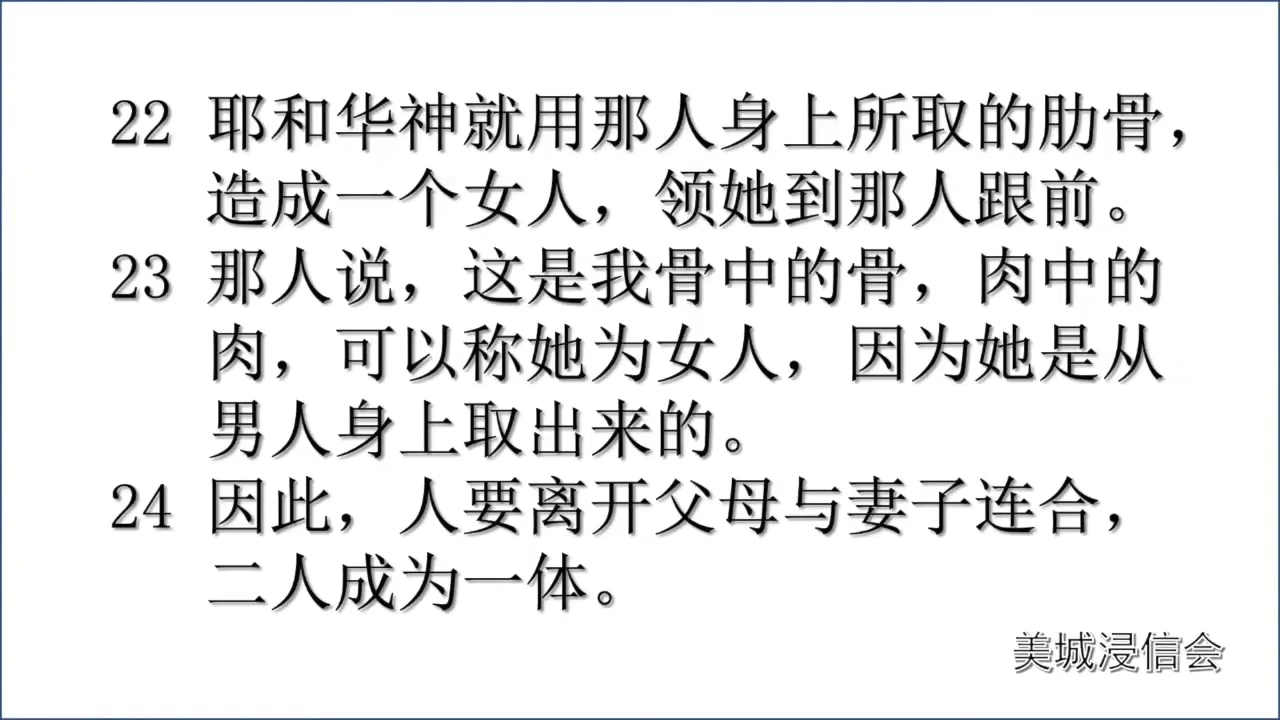 22 耶和华神就用那人身上所取的肋骨，
造成一个女人，领她到那人跟前。
23 那人说，这是我骨中的骨，肉中的
肉，可以称她为女人，因为她是从
男人身上取出来的。
24 因此，人要离开父母与妻子连合，
二人成为一体。
美城浸信会